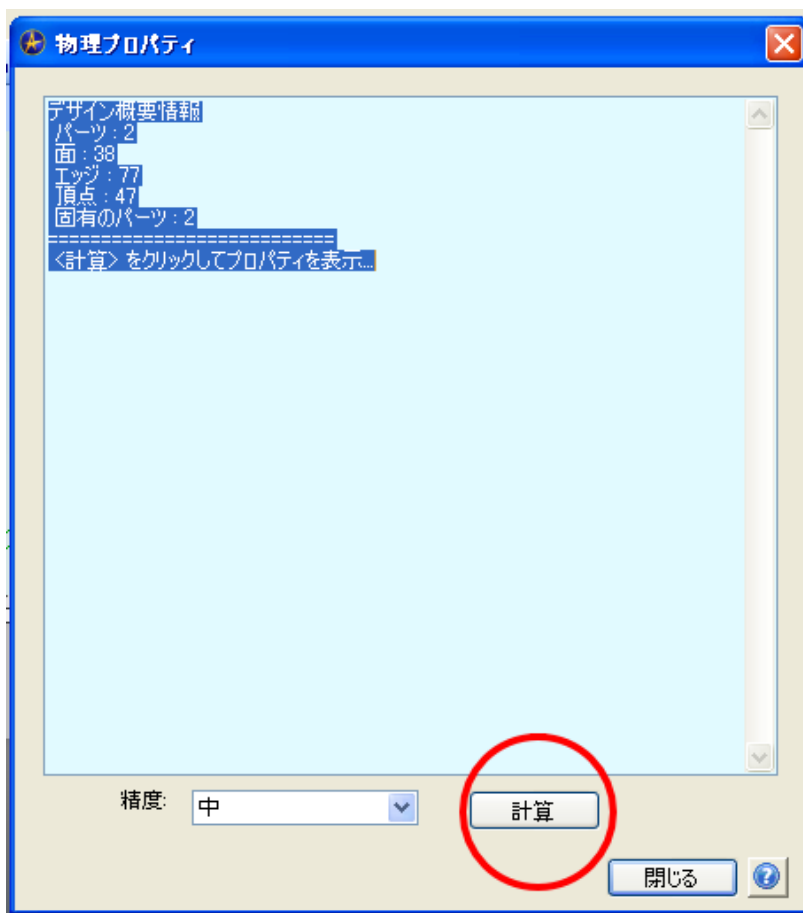 物理プロパティ
デザイン概要情報
パーツ : 2
面 : 38
エッジ : 77
頂点 : 47
固有のパーツ : 2
===========================
<計算> をクリックしてプロパティを表示...
精度: 中 計算
閉じる ?